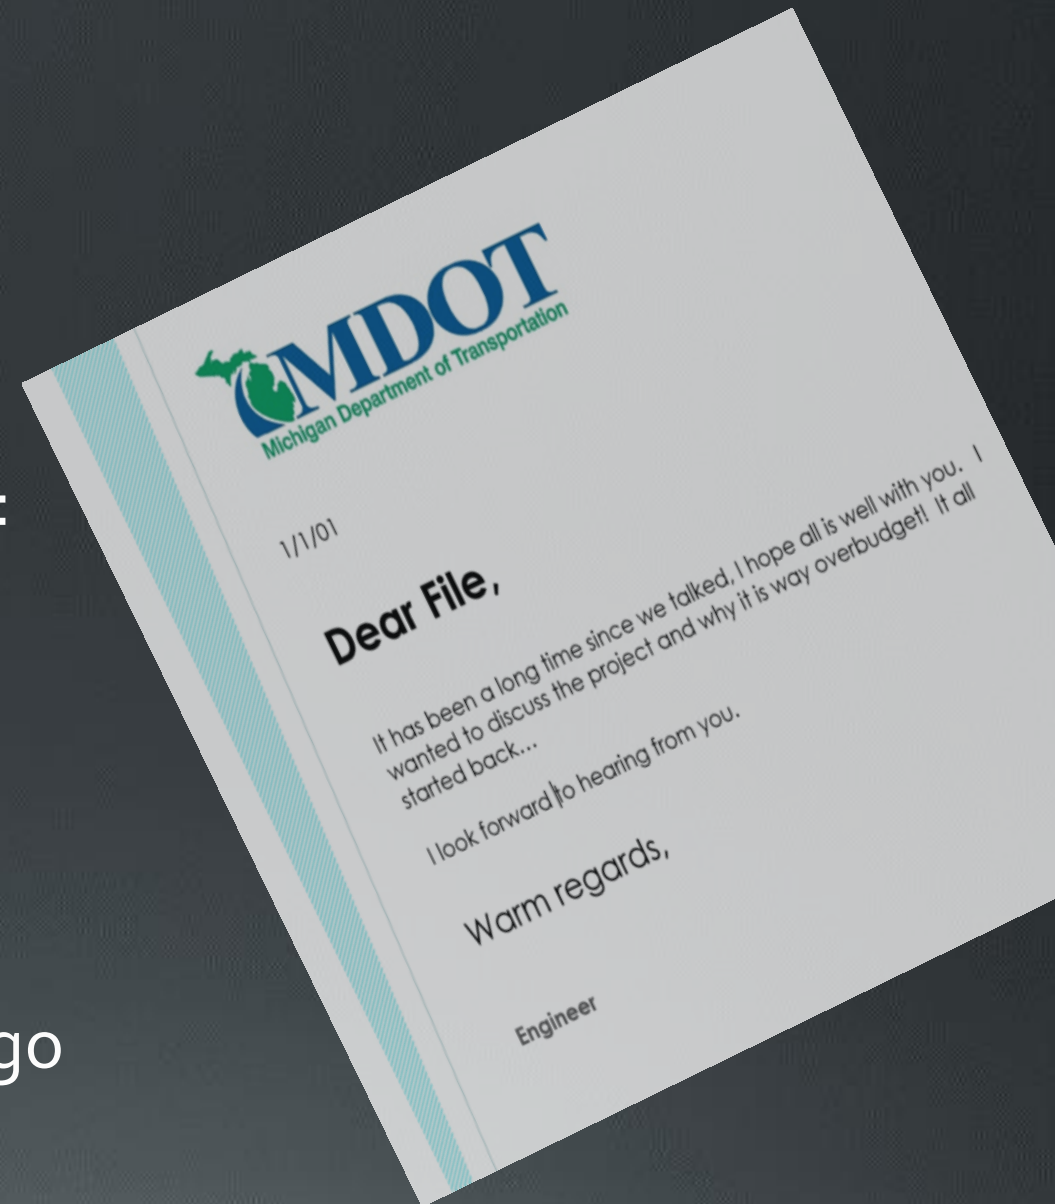 MDOT
Michigan Department of Transportation
1/1/01
Dear File,
It has been a long time since we talked, I hope all is well with you. I
wanted to discuss the project and why it is way overbudget! It all
started back...
I look forward to hearing from you.
Warm regards,
Engineer
:
go